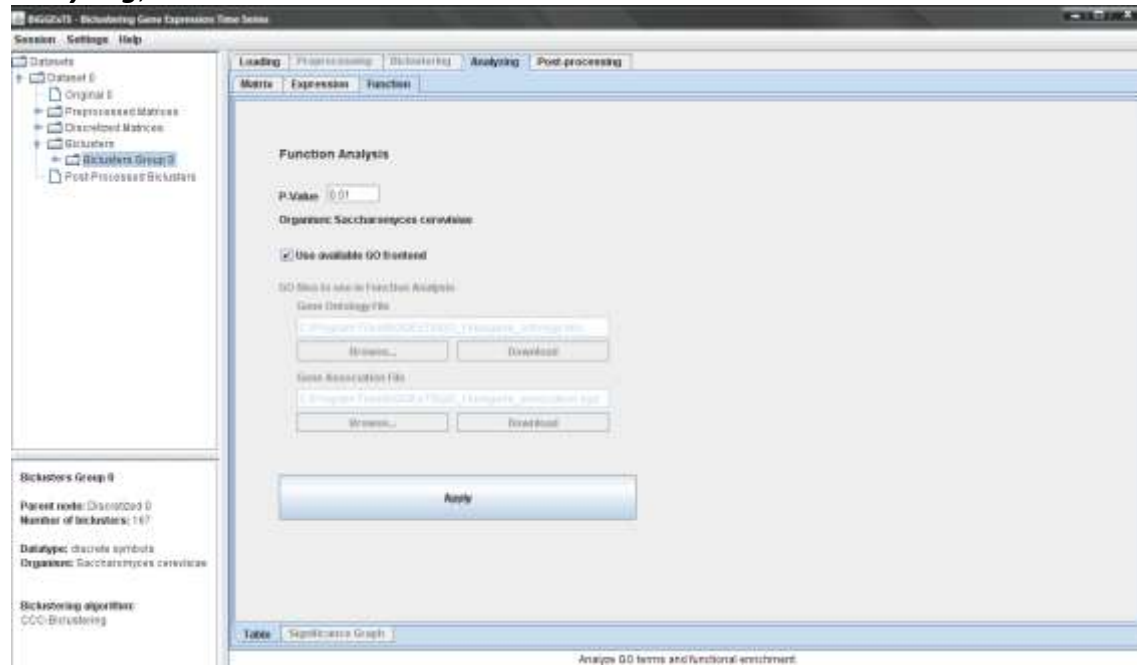 BiGGEsTS - Biclustering Gene Expression Time Series
Session Settings Help
Datasets
Dataset 0
Original 0
Preprocessed Matrices
Discretized Matrices
Biclusters
Biclusters Group 0
Post-Processed Biclusters
Loading Preprocessing Biclustering Analyzing Post-processing
Matrix Expression Function
Function Analysis
P-Value 0.01
Organism: Saccharomyces cerevisiae
Use available GO frontend
GO files to use in Function Analysis
Gene Ontology File
Browse... Download
Gene Association File
Browse... Download
Apply
Biclusters Group 0
Parent node: Discretized 0
Number of biclusters: 167
Datatype: discrete symbols
Organism: Saccharomyces cerevisiae
Biclustering algorithm:
CCC-Biclustering
Table Significance Graph
Analyze GO terms and functional enrichment